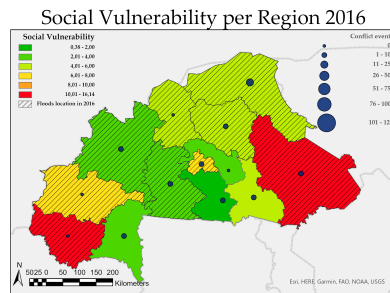 Social Vulnerability per Region 2016
Social Vulnerability
0,38 - 2,00
2,01 - 4,00
4,01 - 6,00
6,01 - 8,00
8,01 - 10,00
10,01 - 16,14
Floods location in 2016
Conflict event
0
1 - 10
11 - 25
26 - 50
51 - 75
76 - 100
101 - 12
N
5025 0 50 100 150 200
Kilometers
Esri, HERE, Garmin, FAO, NOAA, USGS